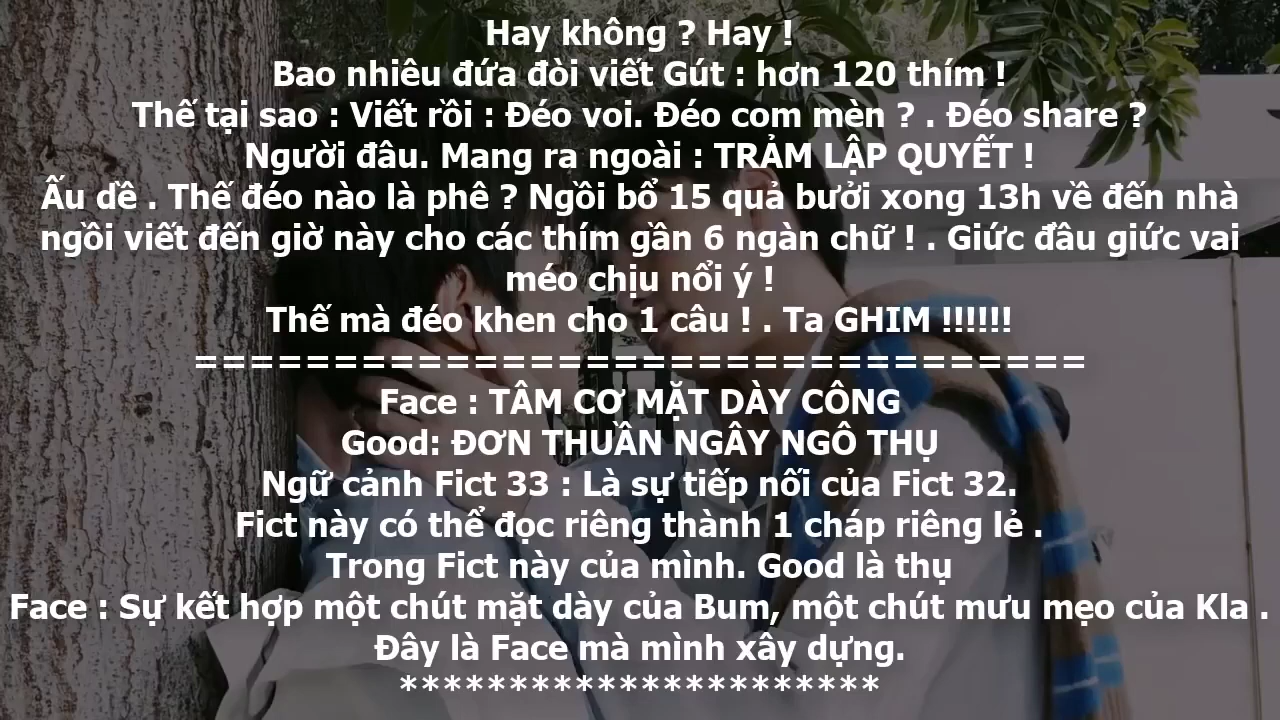 Hay không ? Hay !
Bao nhiêu đứa đòi viết Gút : hơn 120 thím !
Thế tại sao : Viết rồi : Đéo voi. Đéo com mèn ? . Đéo share ?
Người đâu. Mang ra ngoài : TRẢM LẬP QUYẾT !
Ấu dề . Thế đéo nào là phê ? Ngồi bổ 15 quả bưởi xong 13h về đến nhà
ngồi viết đến giờ này cho các thím gần 6 ngàn chữ ! . Giức đâu giức vai
méo chịu nổi ý !
Thế mà đéo khen cho 1 câu ! . Ta GHIM !!!!!!
================================
Face : TÂM CƠ MẶT DÀY CÔNG
Good: ĐƠN THUẦN NGÂY NGÔ THỤ
Ngữ cảnh Fict 33 : Là sự tiếp nối của Fict 32.
Fict này có thể đọc riêng thành 1 cháp riêng lẻ .
Trong Fict này của mình. Good là thụ
Face : Sự kết hợp một chút mặt dày của Bum, một chút mưu mẹo của Kla .
Đây là Face mà mình xây dựng.
***********************